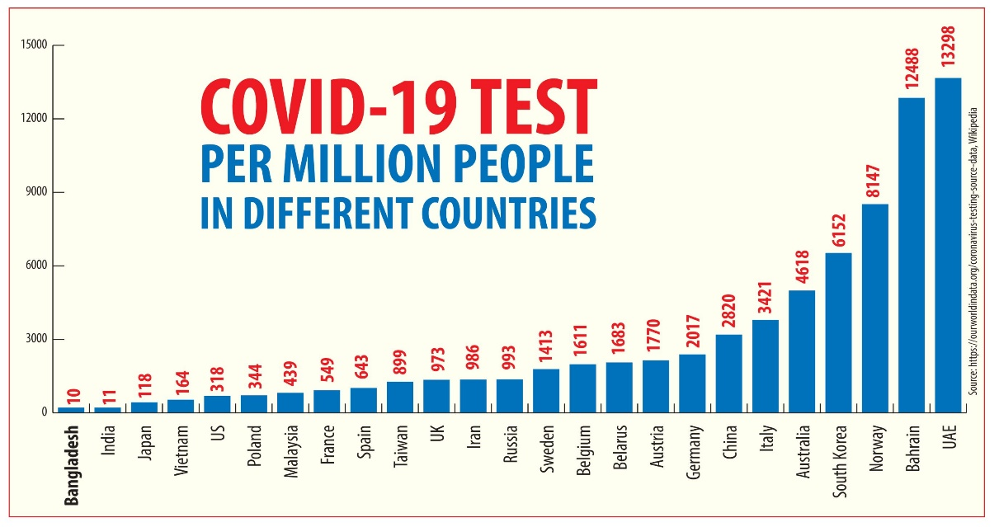 COVID-19 TEST
PER MILLION PEOPLE
IN DIFFERENT COUNTRIES
15000
12000
9000
6000
3000
0
10
11
118
164
318
344
439
549
643
899
973
986
993
1413
1611
1683
1770
2017
2820
3421
4618
6152
8147
12488
13298
Bangladesh
India
Japan
Vietnam
US
Poland
Malaysia
France
Spain
Taiwan
UK
Iran
Russia
Sweden
Belgium
Belarus
Austria
Germany
China
Italy
Australia
South Korea
Norway
Bahrain
UAE
Source: https://ourworldindata.org/coronavirus-testing-source-data, Wikipedia